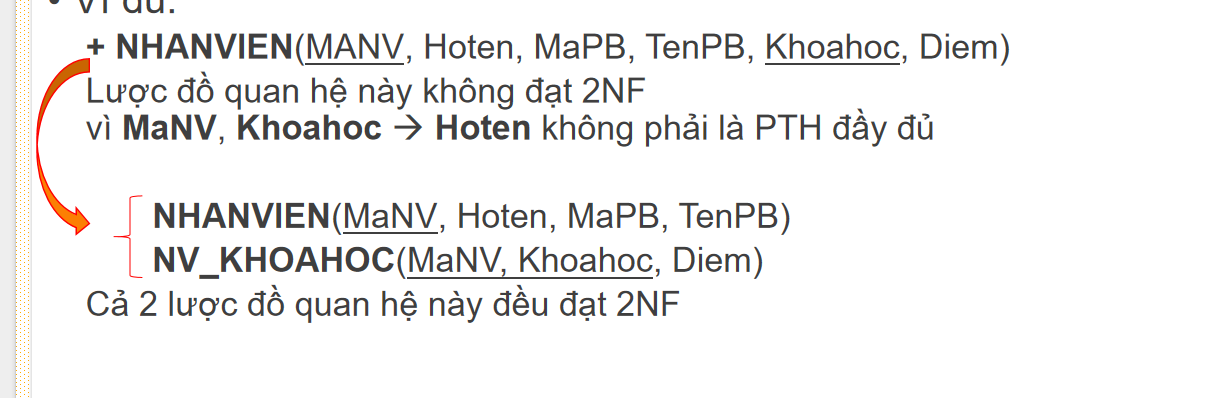 • Ví dụ:
+ NHANVIEN(MANV, Hoten, MaPB, TenPB, Khoahoc, Diem)
Lược đồ quan hệ này không đạt 2NF
vì MaNV, Khoahoc → Hoten không phải là PTH đầy đủ
NHANVIEN(MaNV, Hoten, MaPB, TenPB)
NV_KHOAHOC(MaNV, Khoahoc, Diem)
Cả 2 lược đồ quan hệ này đều đạt 2NF